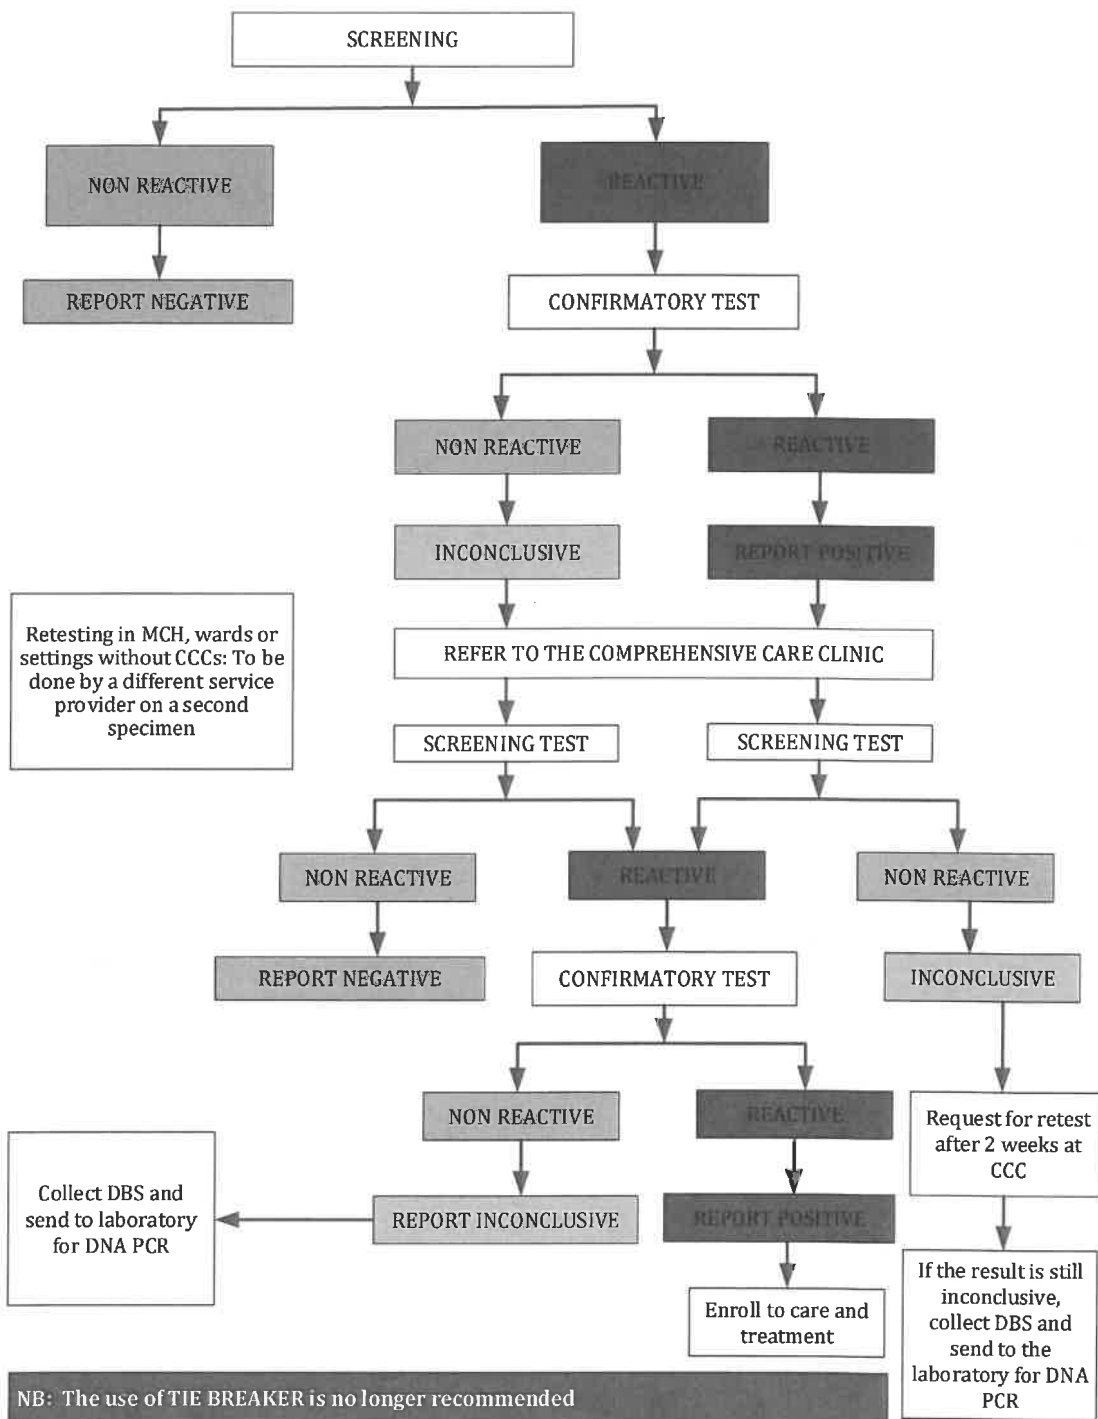 SCREENING
NON REACTIVE
REACTIVE
REPORT NEGATIVE
CONFIRMATORY TEST
NON REACTIVE
REACTIVE
INCONCLUSIVE
REPORT POSITIVE
Retesting in MCH, wards or
settings without CCCs: To be
done by a different service
provider on a second
specimen
REFER TO THE COMPREHENSIVE CARE CLINIC
SCREENING TEST
SCREENING TEST
NON REACTIVE
REACTIVE
NON REACTIVE
REPORT NEGATIVE
CONFIRMATORY TEST
INCONCLUSIVE
NON REACTIVE
REACTIVE
Request for retest
after 2 weeks at
CCC
Collect DBS and
send to laboratory
for DNA PCR
REPORT INCONCLUSIVE
REPORT POSITIVE
Enroll to care and
treatment
If the result is still
inconclusive,
collect DBS and
send to the
laboratory for DNA
PCR
NB: The use of TIE BREAKER is no longer recommended